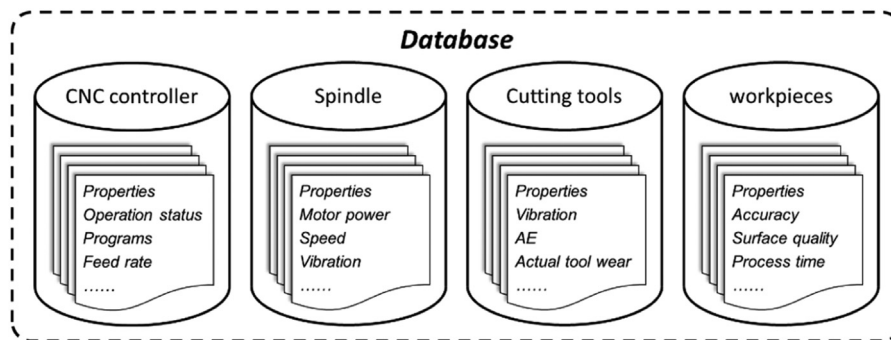 Database
CNC controller
Properties
Operation status
Programs
Feed rate
......
Spindle
Properties
Motor power
Speed
Vibration
......
Cutting tools
Properties
Vibration
AE
Actual tool wear
......
workpieces
Properties
Accuracy
Surface quality
Process time
......